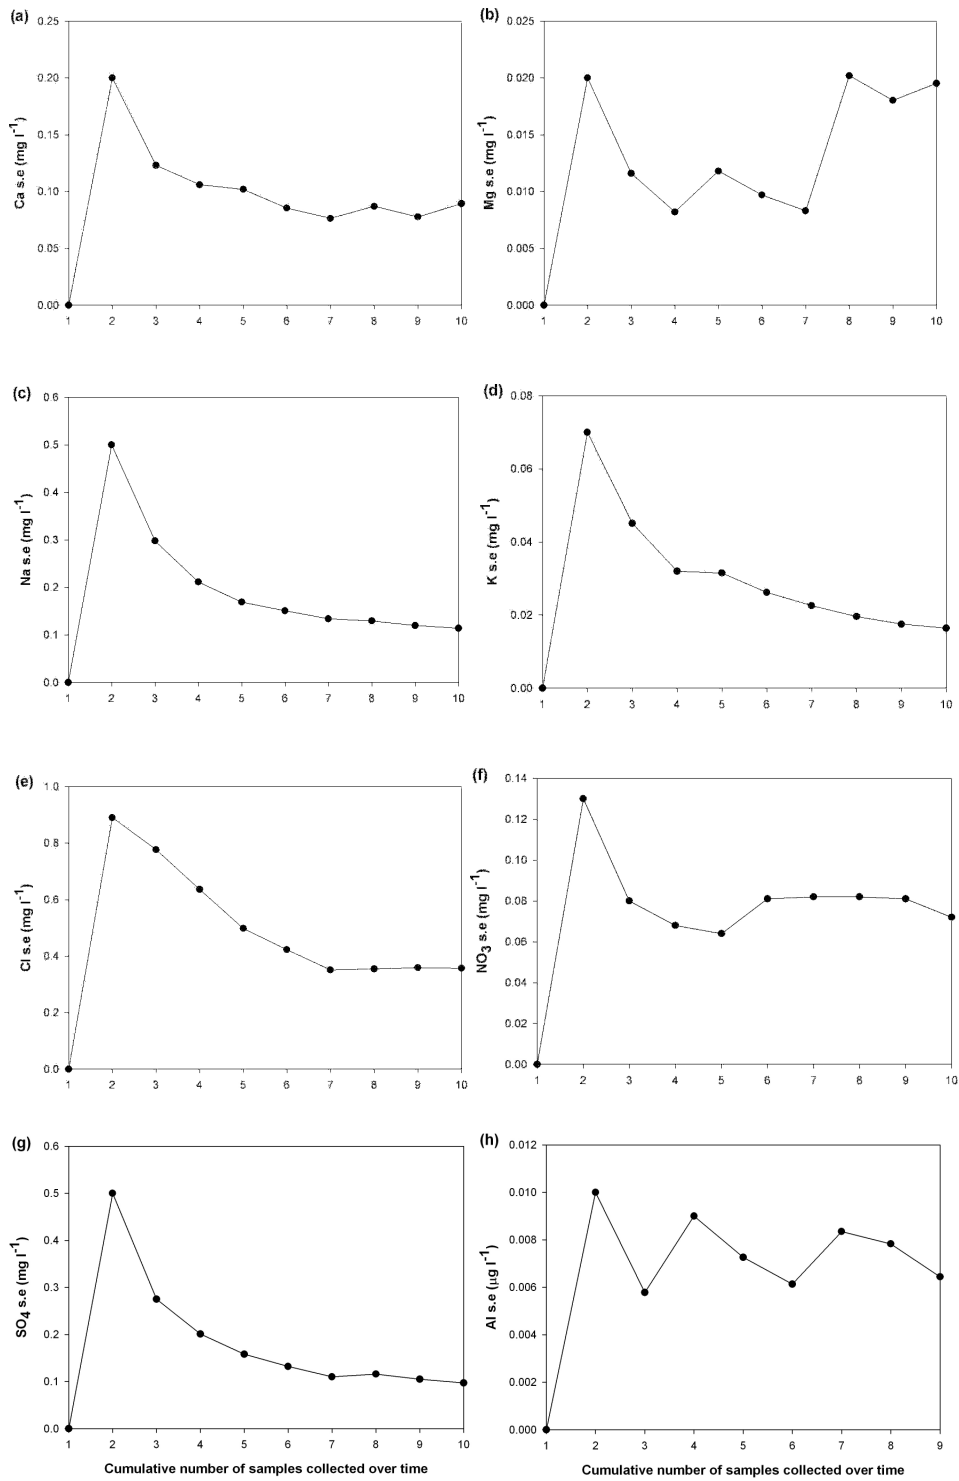 (a)
0.25
0.20
0.15
0.10
0.05
0.00
Ca s.e (mg l-1)
1 2 3 4 5 6 7 8 9 10
(b)
0.025
0.020
0.015
0.010
0.005
0.000
Mg s.e (mg l-1)
1 2 3 4 5 6 7 8 9 10
(c)
0.6
0.5
0.4
0.3
0.2
0.1
0.0
Na s.e (mg l-1)
1 2 3 4 5 6 7 8 9 10
(d)
0.08
0.06
0.04
0.02
0.00
K s.e (mg l-1)
1 2 3 4 5 6 7 8 9 10
(e)
1.0
0.8
0.6
0.4
0.2
0.0
Cl s.e (mg l-1)
1 2 3 4 5 6 7 8 9 10
(f)
0.14
0.12
0.10
0.08
0.06
0.04
0.02
0.00
NO3 s.e (mg l-1)
1 2 3 4 5 6 7 8 9 10
(g)
0.6
0.5
0.4
0.3
0.2
0.1
0.0
SO4 s.e (mg l-1)
1 2 3 4 5 6 7 8 9 10
Cumulative number of samples collected over time
(h)
0.012
0.010
0.008
0.006
0.004
0.002
0.000
Al s.e (µg l-1)
1 2 3 4 5 6 7 8 9
Cumulative number of samples collected over time